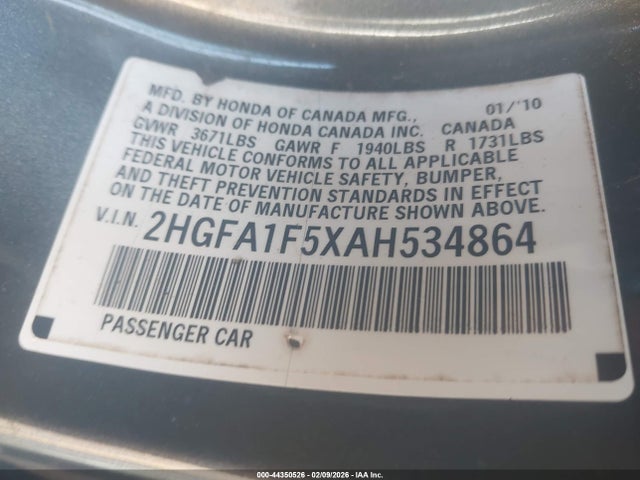 MFD. BY HONDA OF CANADA MFG., 01/'10
A DIVISION OF HONDA CANADA INC. CANADA
GVWR 3671LBS GAWR F 1940LBS R 1731LBS
THIS VEHICLE CONFORMS TO ALL APPLICABLE
FEDERAL MOTOR VEHICLE SAFETY, BUMPER,
AND THEFT PREVENTION STANDARDS IN EFFECT
ON THE DATE OF MANUFACTURE SHOWN ABOVE.
V.I.N. 2HGFA1F5XAH534864
PASSENGER CAR
000-44350526 - 02/09/2026 - IAA Inc.